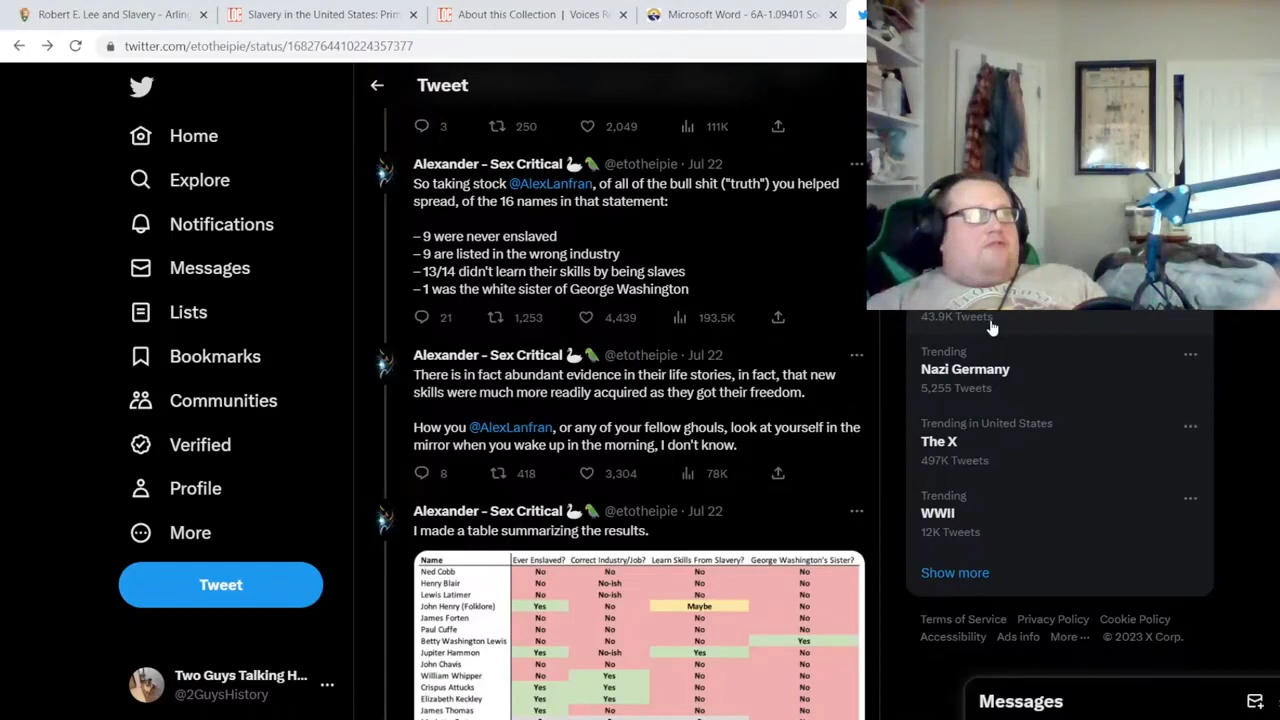 Robert E. Lee and Slavery - Arling
Slavery in the United States: Prim
About this Collection | Voices Re
Microsoft Word - 6A-1.09401 So
twitter.com/etotheipie/status/1682764410224357377
Tweet
3 250 2,049 111K
Home
Explore
Notifications
Messages
Lists
Bookmarks
Communities
Verified
Profile
More
Tweet
Two Guys Talking H...
@2GuysHistory
Alexander - Sex Critical @etotheipie · Jul 22
So taking stock @AlexLanfran, of all of the bull shit ("truth") you helped
spread, of the 16 names in that statement:
– 9 were never enslaved
– 9 are listed in the wrong industry
– 13/14 didn't learn their skills by being slaves
– 1 was the white sister of George Washington
21 1,253 4,439 193.5K
Alexander - Sex Critical @etotheipie · Jul 22
There is in fact abundant evidence in their life stories, in fact, that new
skills were much more readily acquired as they got their freedom.
How you @AlexLanfran, or any of your fellow ghouls, look at yourself in the
mirror when you wake up in the morning, I don't know.
8 418 3,304 78K
Alexander - Sex Critical @etotheipie · Jul 22
I made a table summarizing the results.
Name Ever Enslaved? Correct Industry/Job? Learn Skills From Slavery? George Washington's Sister?
Ned Cobb No No No No
Henry Blair No No-ish No No
Lewis Latimer No No-ish No No
John Henry (Folklore) Yes No Maybe No
James Forten No No No No
Paul Cuffe No No No No
Betty Washington Lewis No No No Yes
Jupiter Hammon Yes No-ish Yes No
John Chavis No No No No
William Whipper No Yes No No
Crispus Attucks Yes Yes No No
Elizabeth Keckley Yes Yes No No
James Thomas Yes No No No
43.9K Tweets
Trending
Nazi Germany
5,255 Tweets
Trending in United States
The X
497K Tweets
Trending
WWII
12K Tweets
Show more
Terms of Service Privacy Policy Cookie Policy
Accessibility Ads info More © 2023 X Corp.
Messages